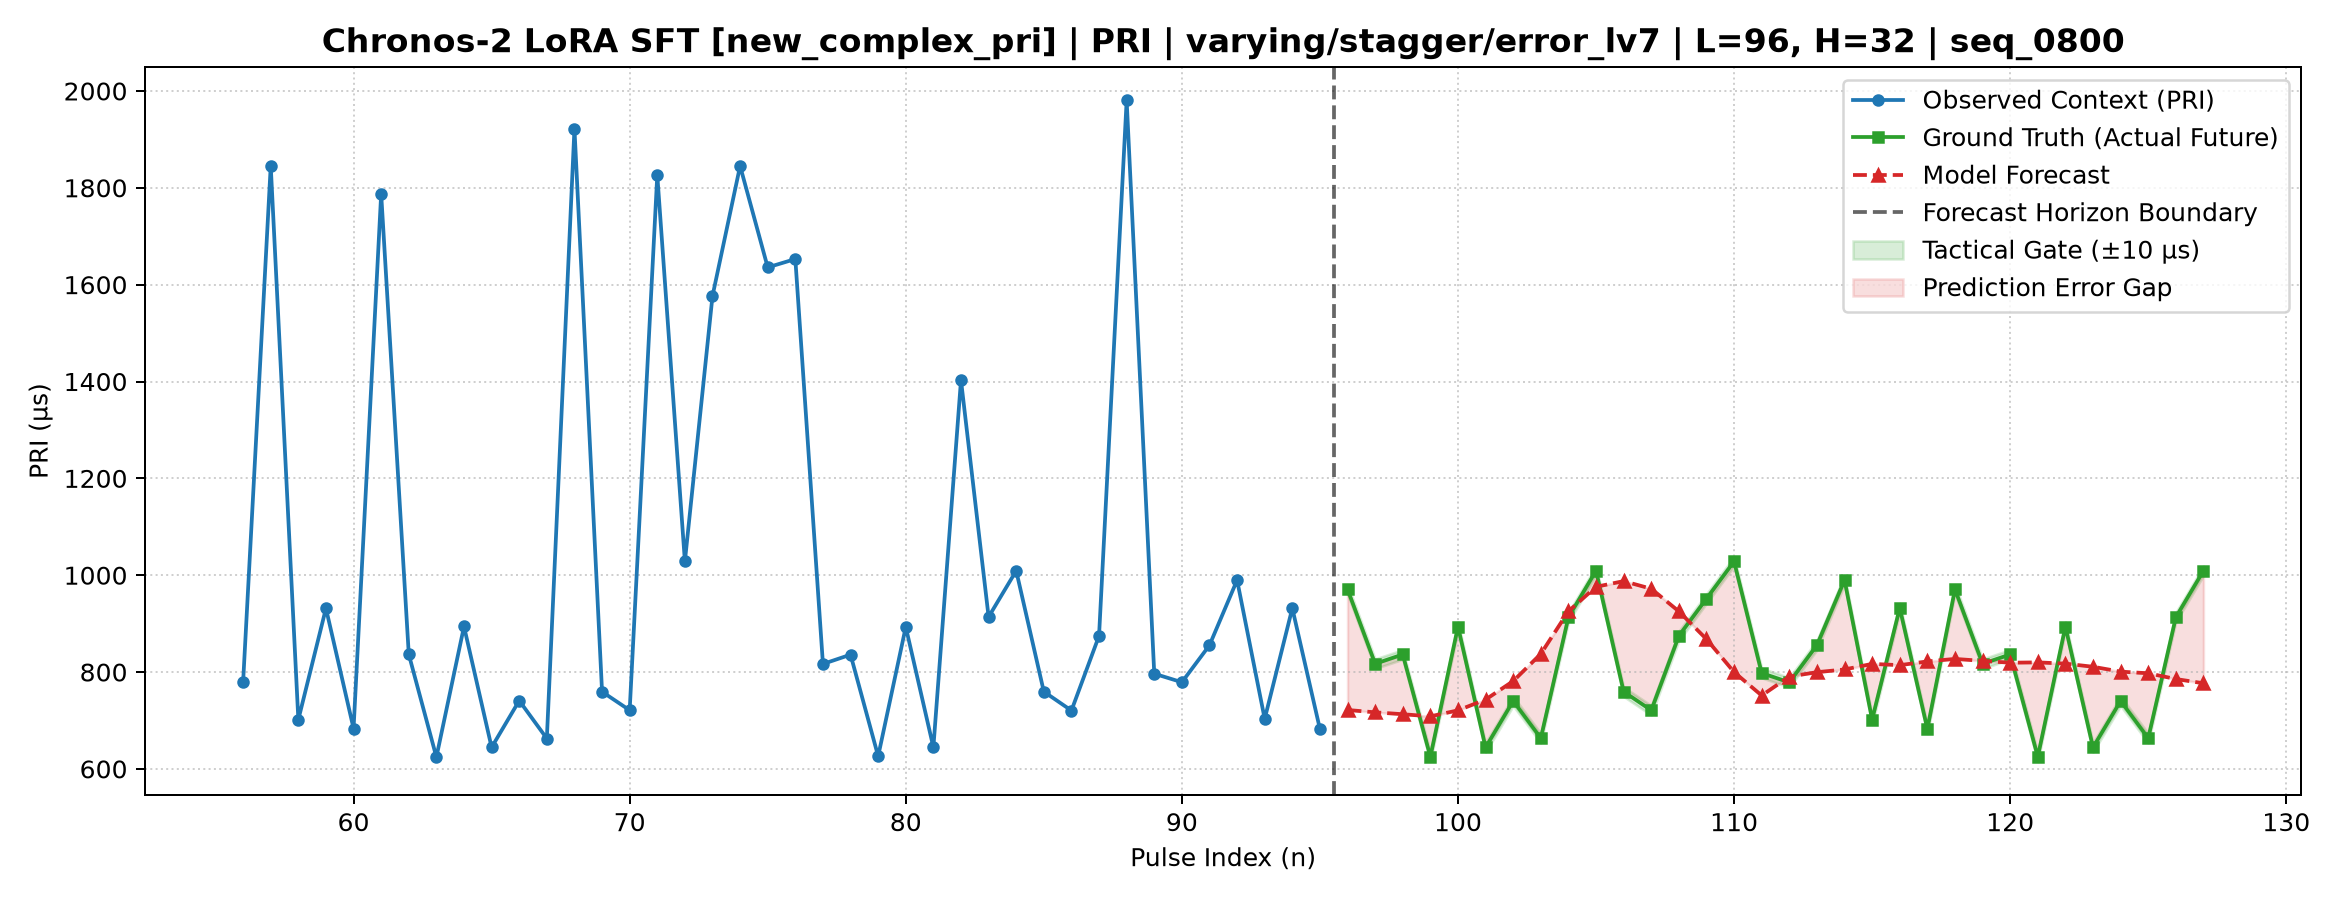 Chronos-2 LoRA SFT [new_complex_pri] | PRI | varying/stagger/error_lv7 | L=96, H=32 | seq_0800
PRI (µs)
2000
1800
1600
1400
1200
1000
800
600
Observed Context (PRI)
Ground Truth (Actual Future)
Model Forecast
Forecast Horizon Boundary
Tactical Gate (±10 µs)
Prediction Error Gap
60 70 80 90 100 110 120 130
Pulse Index (n)